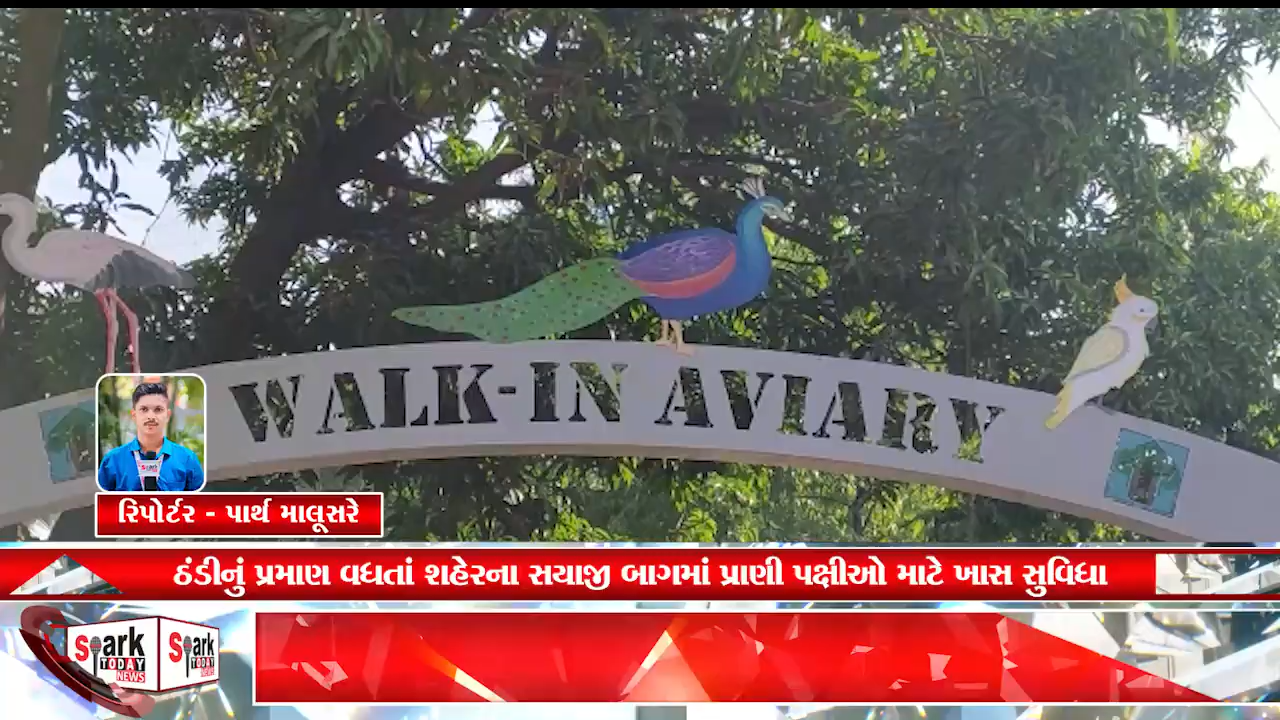 WALK-IN AVIARY
રિપોર્ટર - પાર્થ માલૂસરે
ઠંડીનું પ્રમાણ વધતાં શહેરના સયાજી બાગમાં પ્રાણી પક્ષીઓ માટે ખાસ સુવિધા
Spark
TODAY
NEWS
Spark
TODAY
NEWS